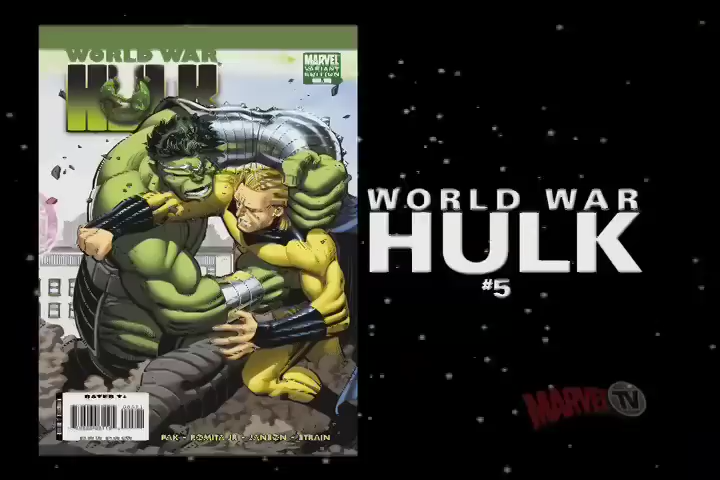 WORLD WAR
HULK
MARVEL
VARIANT
EDITION
RATED T+
PAK • ROMITA JR • JANSON • STRAIN
WORLD WAR
HULK
#5
MARVEL TV